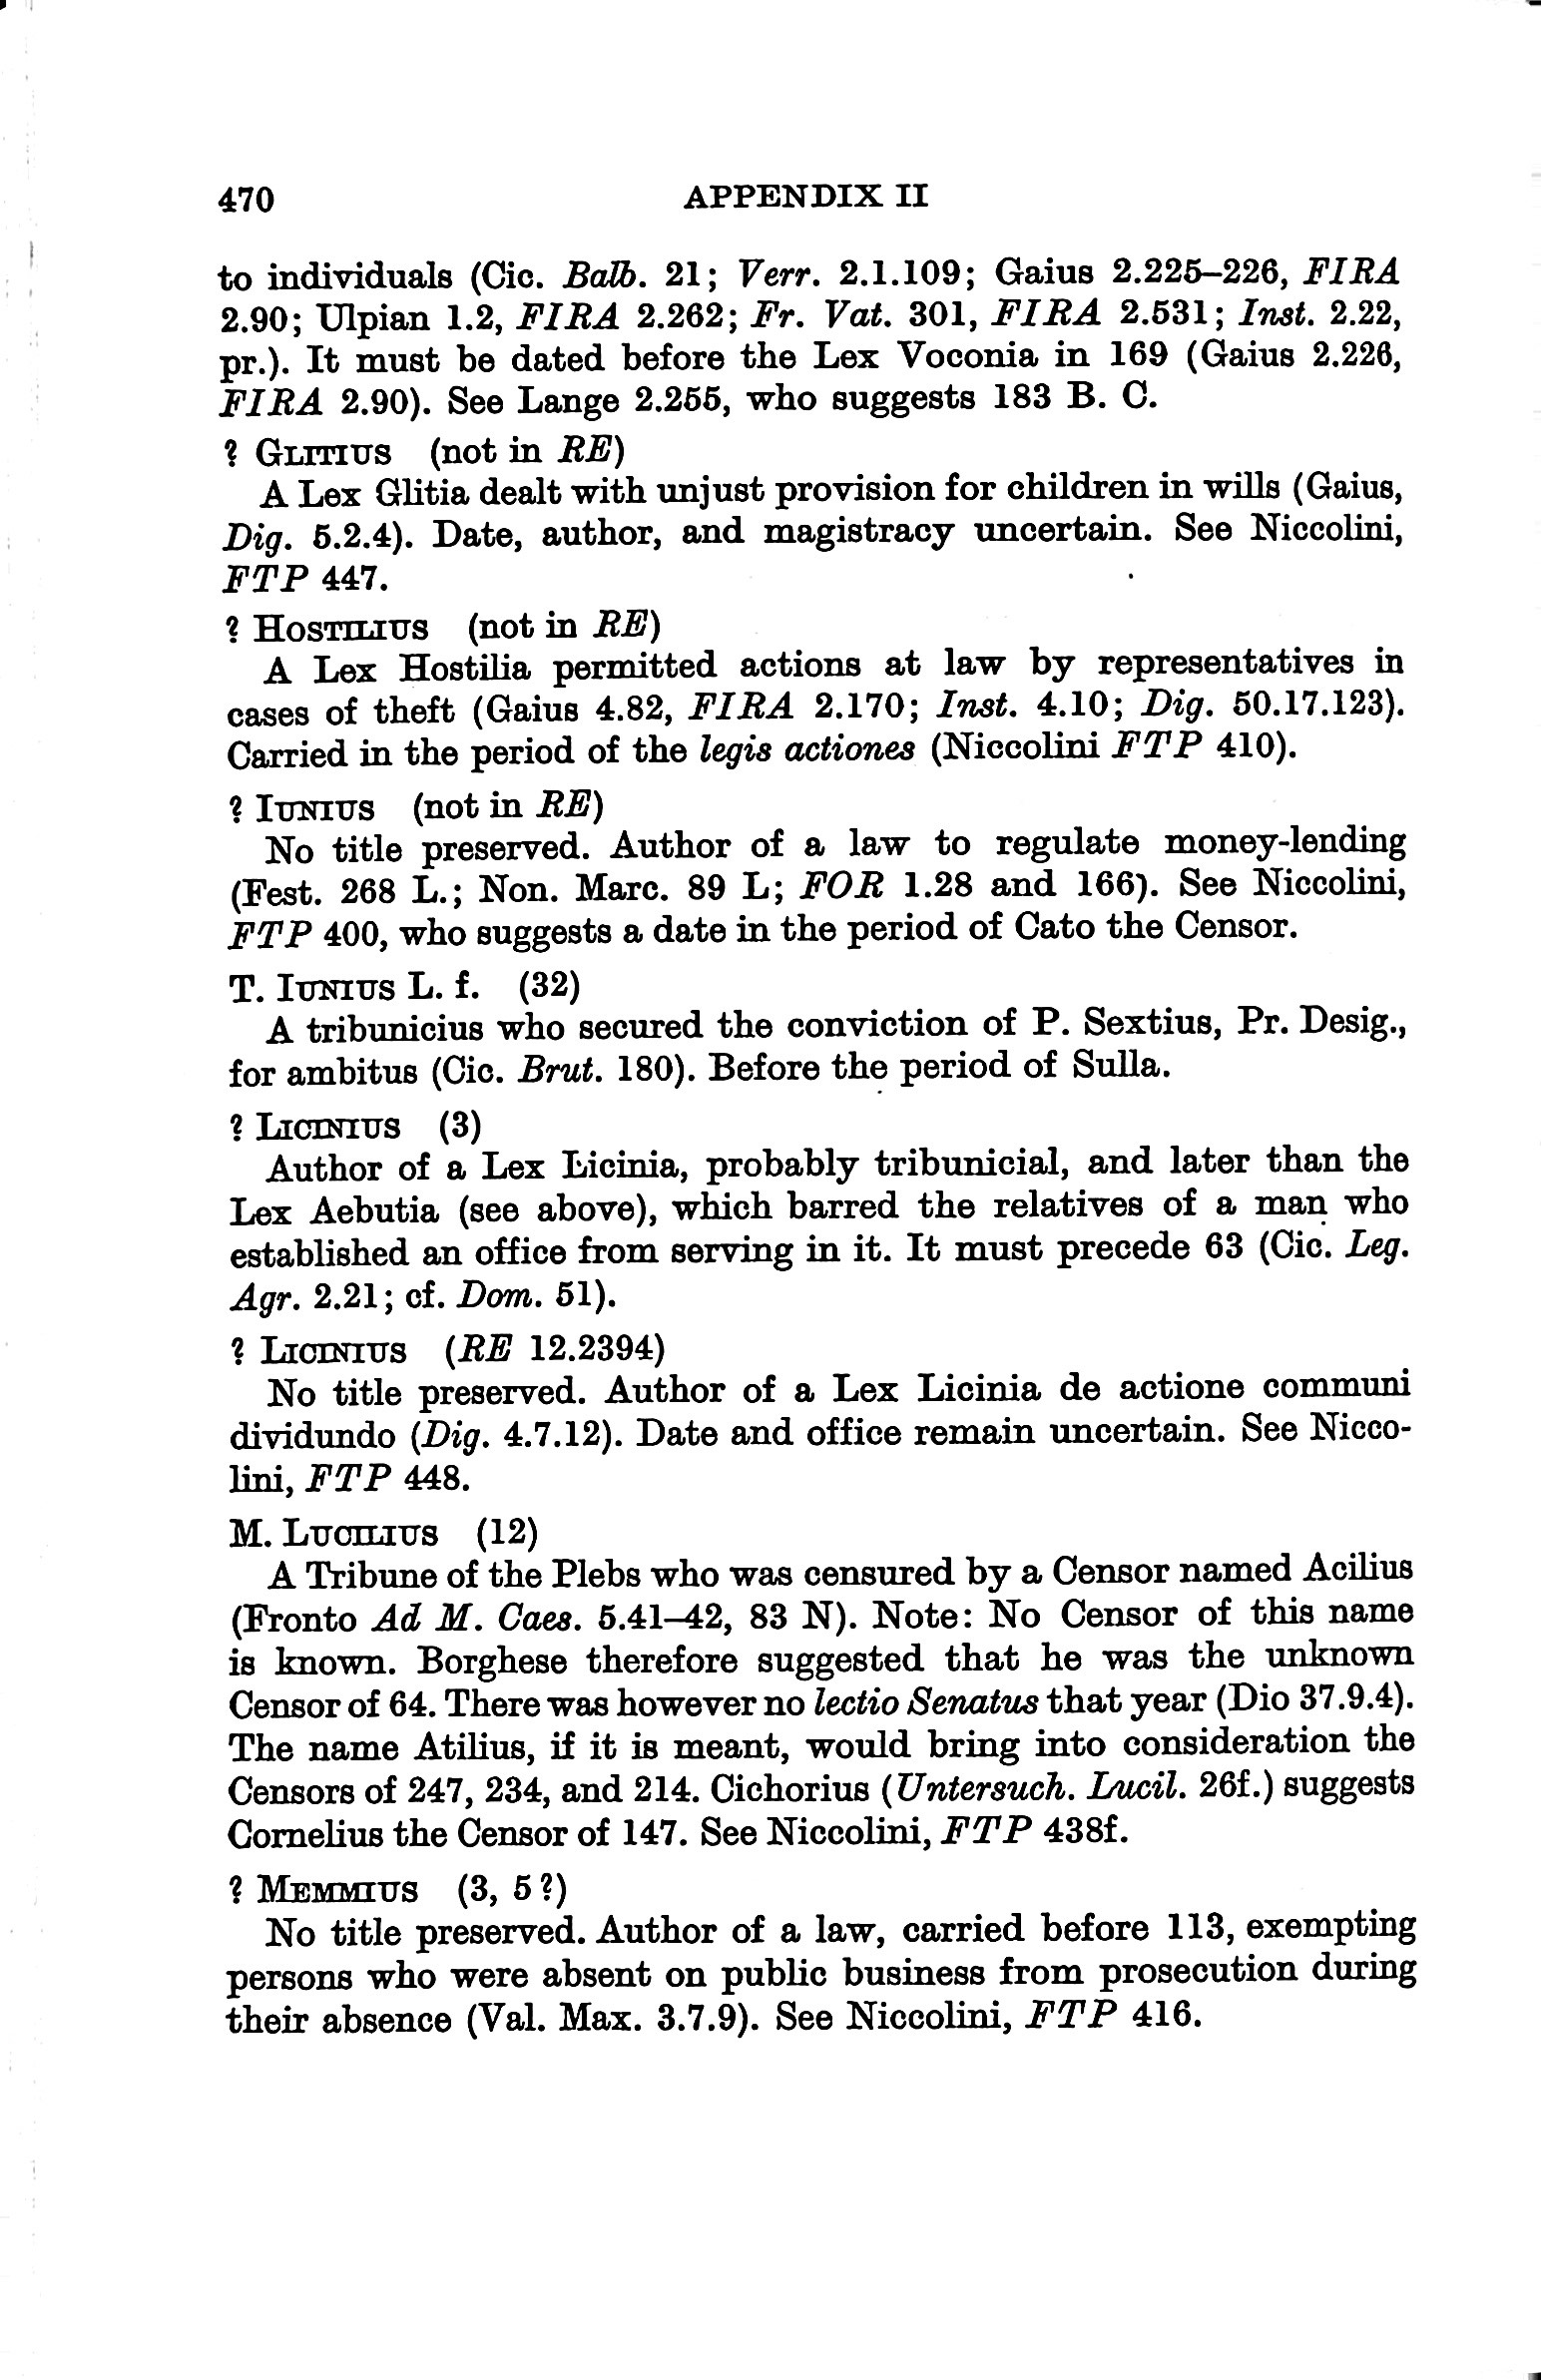 470 APPENDIX II
to individuals (Cic. Balb. 21; Verr. 2.1.109; Gaius 2.225–226, FIRA
2.90; Ulpian 1.2, FIRA 2.262; Fr. Vat. 301, FIRA 2.531; Inst. 2.22,
pr.). It must be dated before the Lex Voconia in 169 (Gaius 2.226,
FIRA 2.90). See Lange 2.255, who suggests 183 B. C.
? GLITIUS (not in RE)
A Lex Glitia dealt with unjust provision for children in wills (Gaius,
Dig. 5.2.4). Date, author, and magistracy uncertain. See Niccolini,
FTP 447.
? HOSTILIUS (not in RE)
A Lex Hostilia permitted actions at law by representatives in
cases of theft (Gaius 4.82, FIRA 2.170; Inst. 4.10; Dig. 50.17.123).
Carried in the period of the legis actiones (Niccolini FTP 410).
? IUNIUS (not in RE)
No title preserved. Author of a law to regulate money-lending
(Fest. 268 L.; Non. Marc. 89 L; FOR 1.28 and 166). See Niccolini,
FTP 400, who suggests a date in the period of Cato the Censor.
T. IUNIUS L. f. (32)
A tribunicius who secured the conviction of P. Sextius, Pr. Desig.,
for ambitus (Cic. Brut. 180). Before the period of Sulla.
? LICINIUS (3)
Author of a Lex Licinia, probably tribunicial, and later than the
Lex Aebutia (see above), which barred the relatives of a man who
established an office from serving in it. It must precede 63 (Cic. Leg.
Agr. 2.21; cf. Dom. 51).
? LICINIUS (RE 12.2394)
No title preserved. Author of a Lex Licinia de actione communi
dividundo (Dig. 4.7.12). Date and office remain uncertain. See Nicco-
lini, FTP 448.
M. LUCILIUS (12)
A Tribune of the Plebs who was censured by a Censor named Acilius
(Fronto Ad M. Caes. 5.41–42, 83 N). Note: No Censor of this name
is known. Borghese therefore suggested that he was the unknown
Censor of 64. There was however no lectio Senatus that year (Dio 37.9.4).
The name Atilius, if it is meant, would bring into consideration the
Censors of 247, 234, and 214. Cichorius (Untersuch. Lucil. 26f.) suggests
Cornelius the Censor of 147. See Niccolini, FTP 438f.
? MEMMIUS (3, 5?)
No title preserved. Author of a law, carried before 113, exempting
persons who were absent on public business from prosecution during
their absence (Val. Max. 3.7.9). See Niccolini, FTP 416.